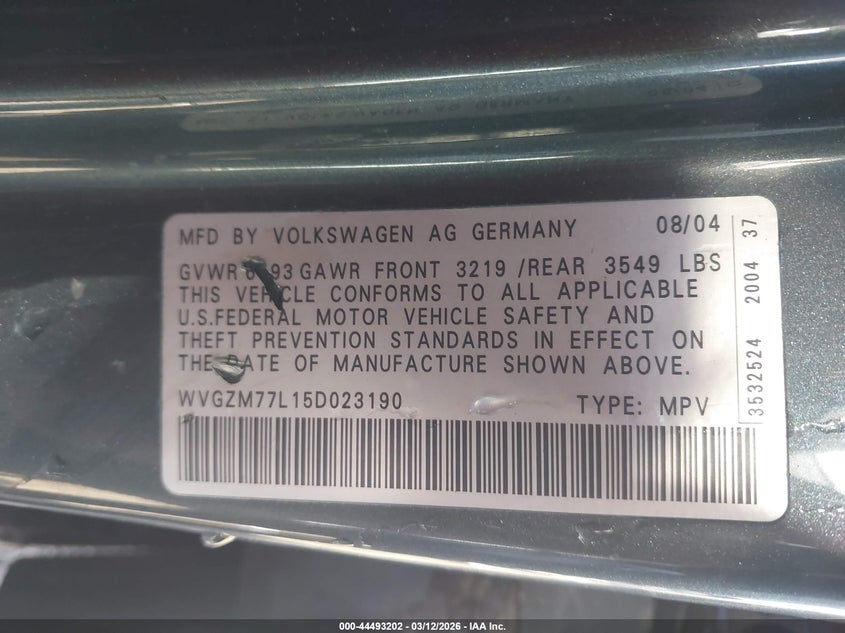 MFD BY VOLKSWAGEN AG GERMANY 08/04
GVWR 93 GAWR FRONT 3219 /REAR 3549 LBS
THIS VEHICLE CONFORMS TO ALL APPLICABLE
U.S.FEDERAL MOTOR VEHICLE SAFETY AND
THEFT PREVENTION STANDARDS IN EFFECT ON
THE DATE OF MANUFACTURE SHOWN ABOVE.
WVGZM77L15D023190 TYPE: MPV
3532524 2004 37
000-44493202 - 03/12/2026 - IAA Inc.